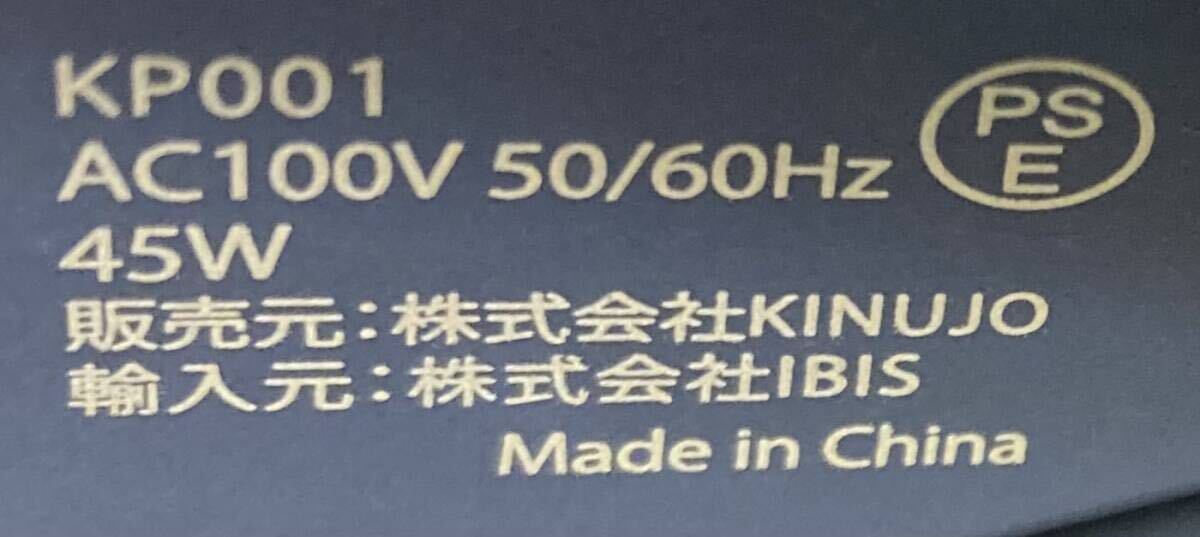 KP001
AC100V 50/60Hz
PS
E
45W
販売元：株式会社KINUJO
輸入元：株式会社IBIS
Made in China